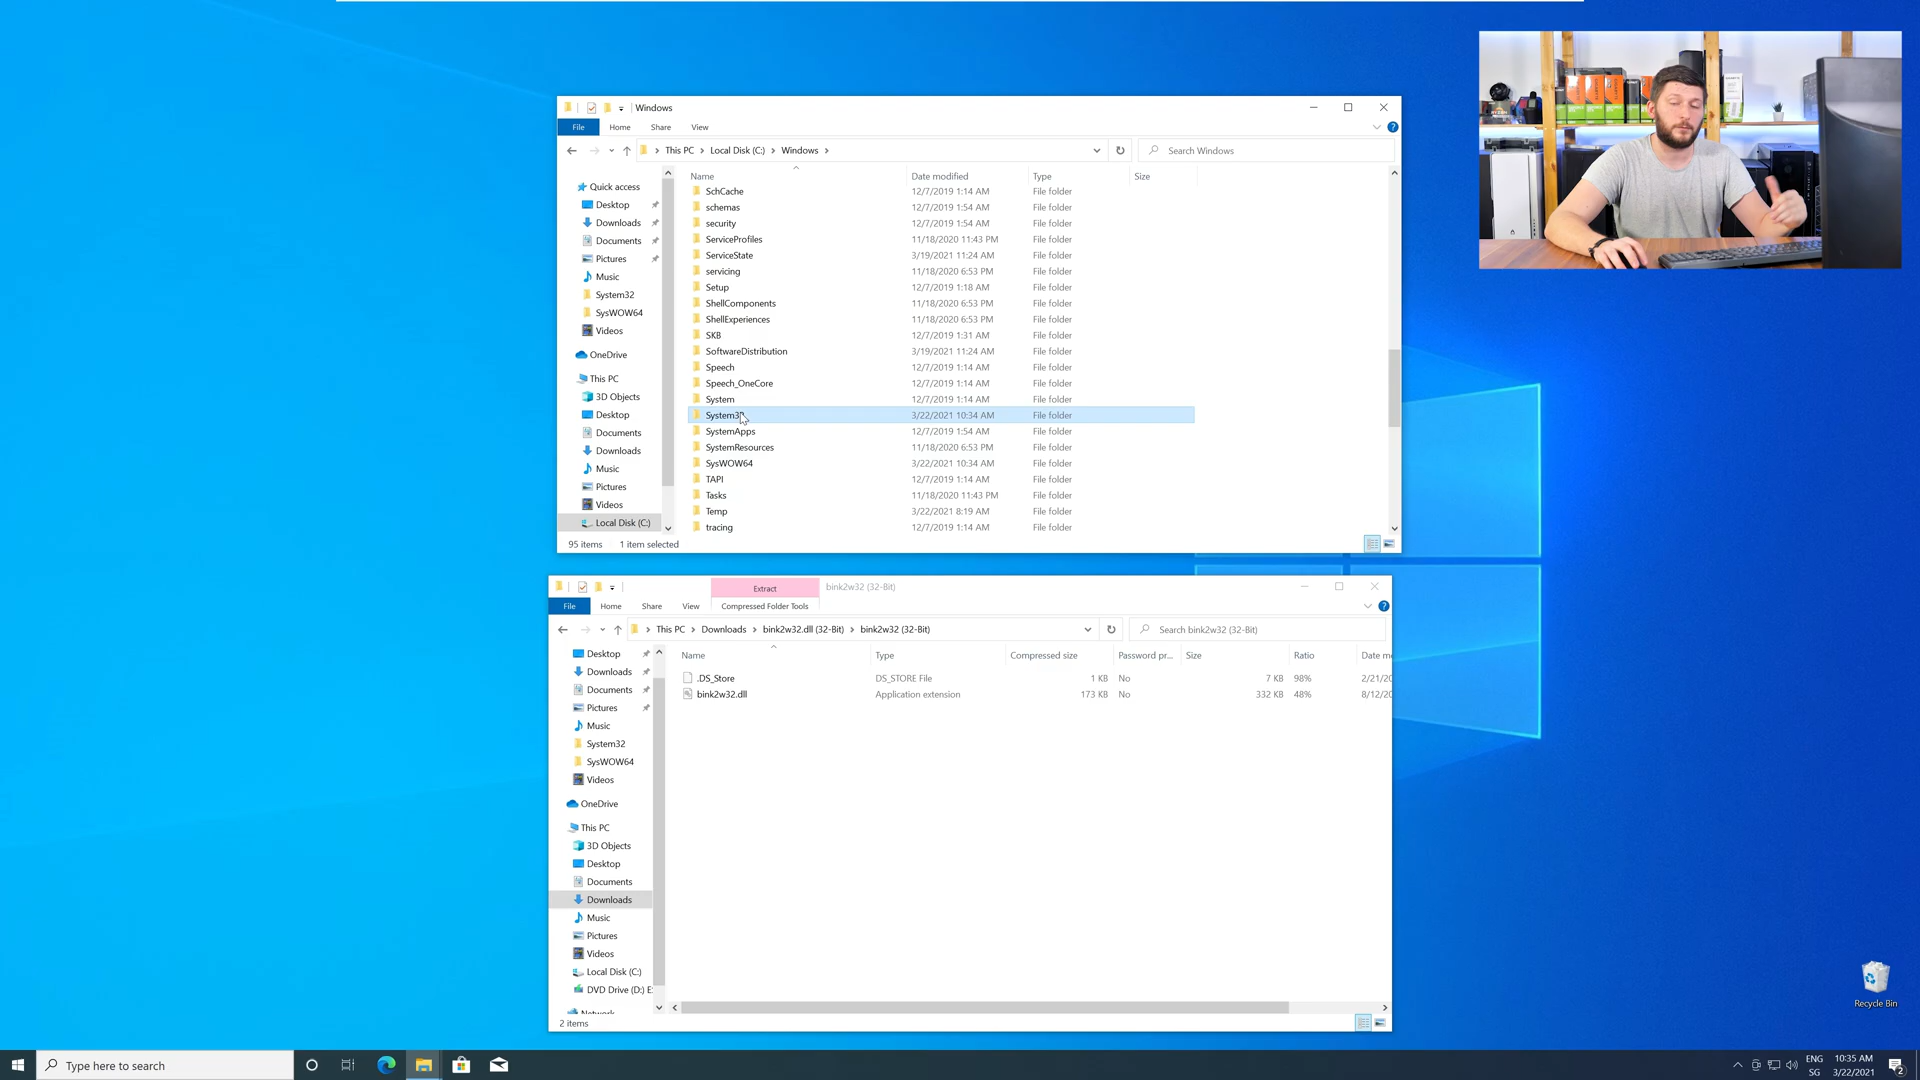 Windows
File Home Share View
This PC Local Disk (C:) Windows
Search Windows
Name Date modified Type Size
Quick access
Desktop
Downloads
Documents
Pictures
Music
System32
SysWOW64
Videos
OneDrive
This PC
3D Objects
Desktop
Documents
Downloads
Music
Pictures
Videos
Local Disk (C:)
SchCache 12/7/2019 1:14 AM File folder
schemas 12/7/2019 1:54 AM File folder
security 12/7/2019 1:54 AM File folder
ServiceProfiles 11/18/2020 11:43 PM File folder
ServiceState 3/19/2021 11:24 AM File folder
servicing 11/18/2020 6:53 PM File folder
Setup 12/7/2019 1:18 AM File folder
ShellComponents 11/18/2020 6:53 PM File folder
ShellExperiences 11/18/2020 6:53 PM File folder
SKB 12/7/2019 1:31 AM File folder
SoftwareDistribution 3/19/2021 11:24 AM File folder
Speech 12/7/2019 1:14 AM File folder
Speech_OneCore 12/7/2019 1:14 AM File folder
System 12/7/2019 1:14 AM File folder
System32 3/22/2021 10:34 AM File folder
SystemApps 12/7/2019 1:54 AM File folder
SystemResources 11/18/2020 6:53 PM File folder
SysWOW64 3/22/2021 10:34 AM File folder
TAPI 12/7/2019 1:14 AM File folder
Tasks 11/18/2020 11:43 PM File folder
Temp 3/22/2021 8:19 AM File folder
tracing 12/7/2019 1:14 AM File folder
95 items 1 item selected
Extract bink2w32 (32-Bit)
File Home Share View Compressed Folder Tools
This PC Downloads bink2w32.dll (32-Bit) bink2w32 (32-Bit)
Search bink2w32 (32-Bit)
Name Type Compressed size Password pr... Size Ratio Date m
Desktop
Downloads
Documents
Pictures
Music
System32
SysWOW64
Videos
OneDrive
This PC
3D Objects
Desktop
Documents
Downloads
Music
Pictures
Videos
Local Disk (C:)
DVD Drive (D:) E
Network
.DS_Store DS_STORE File 1 KB No 7 KB 98% 2/21/20
bink2w32.dll Application extension 173 KB No 332 KB 48% 8/12/20
2 items
Recycle Bin
Type here to search
ENG
SG
10:35 AM
3/22/2021
2